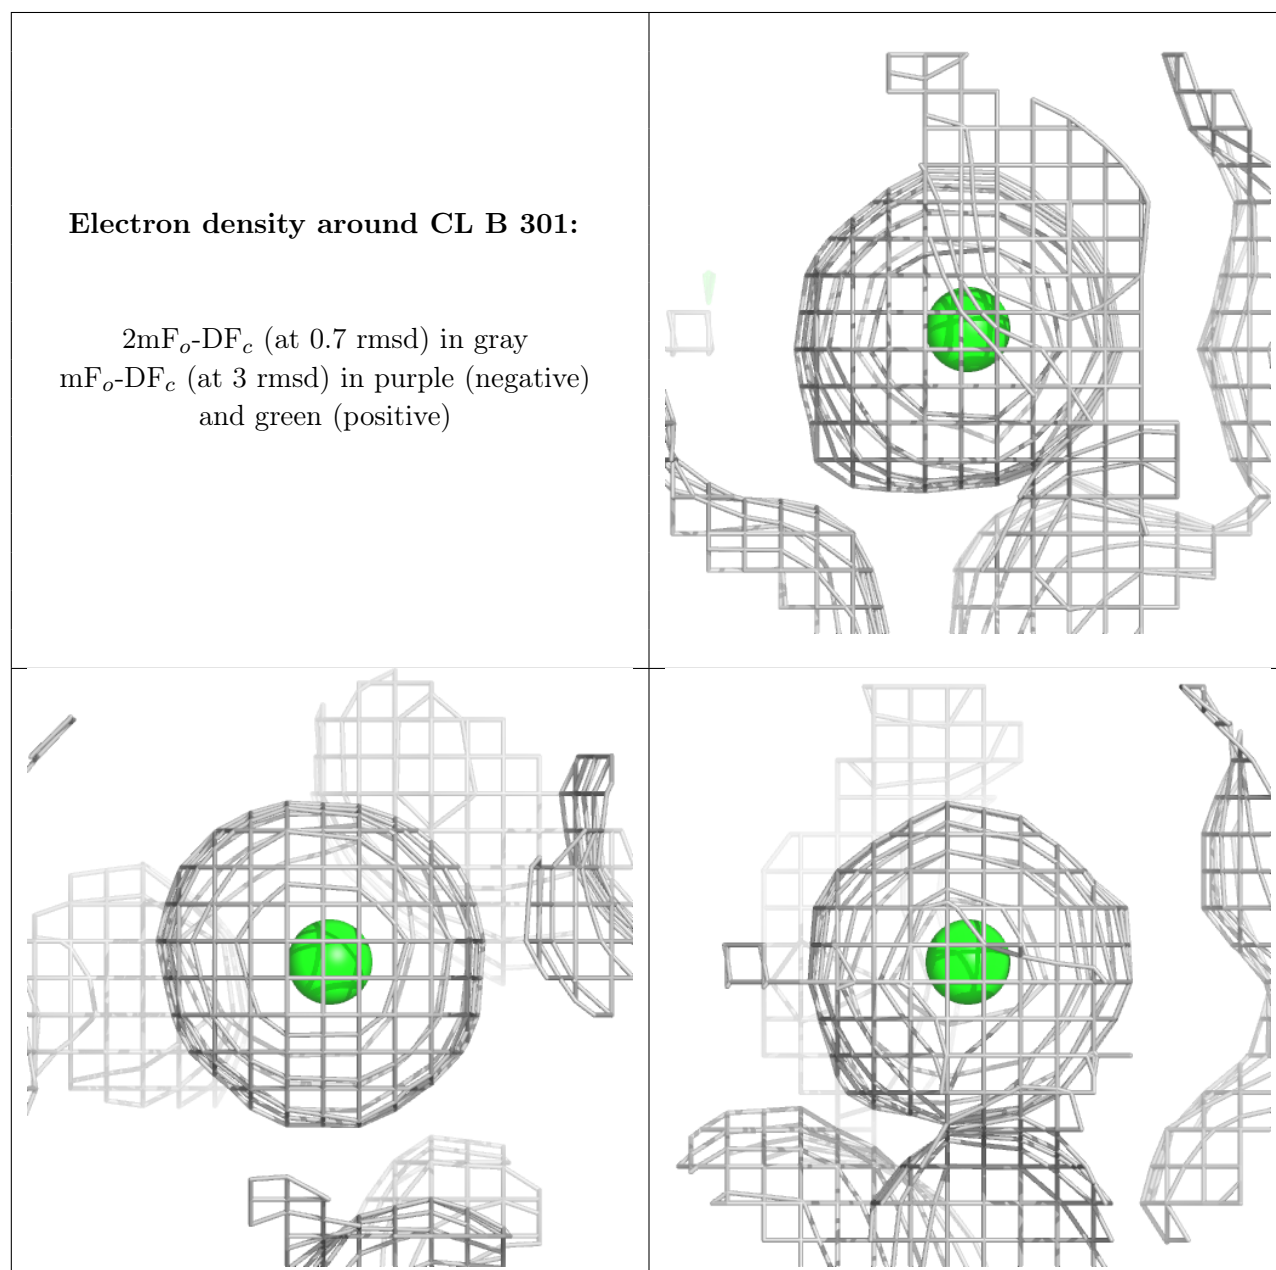 Electron density around CL B 301:
2mFo-DFc (at 0.7 rmsd) in gray
mFo-DFc (at 3 rmsd) in purple (negative)
and green (positive)